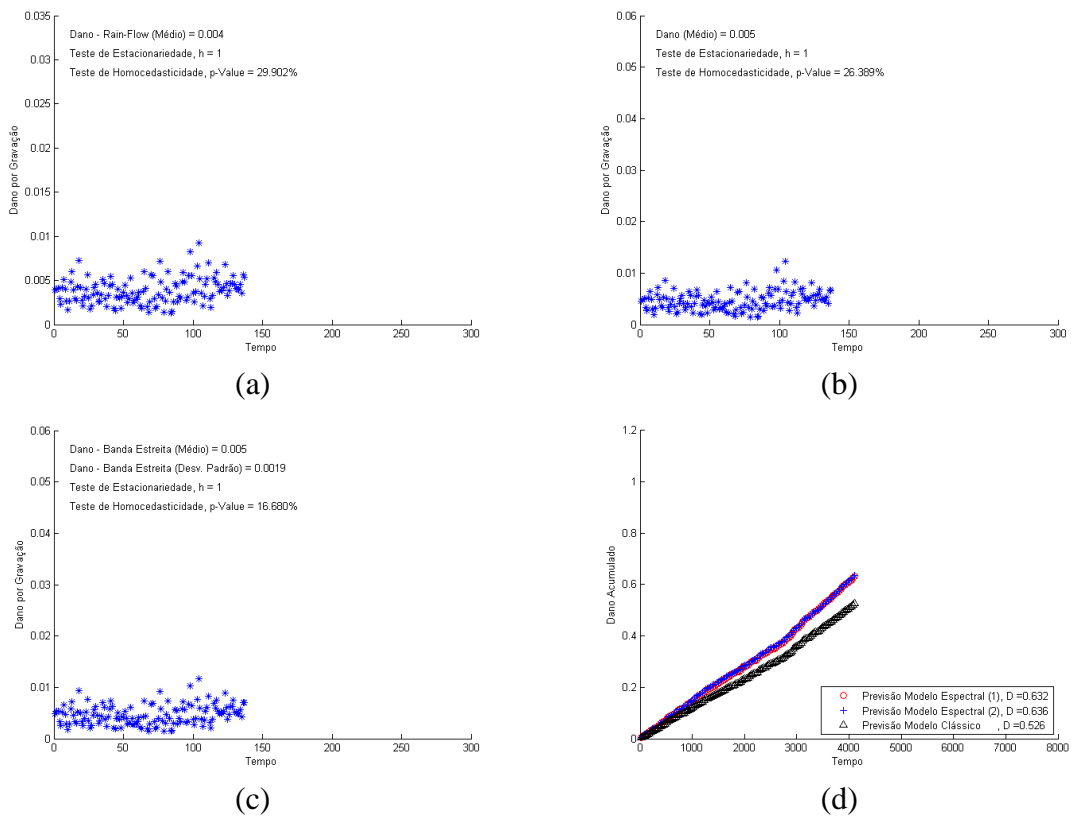 0.035
0.03
0.025
0.02
0.015
0.01
0.005
0
Dano por Gravação
Dano - Rain-Flow (Médio) = 0.004
Teste de Estacionariedade, h = 1
Teste de Homocedasticidade, p-Value = 29.902%
0 50 100 150 200 250 300
Tempo
(a)
0.06
0.05
0.04
0.03
0.02
0.01
0
Dano por Gravação
Dano (Médio) = 0.005
Teste de Estacionariedade, h = 1
Teste de Homocedasticidade, p-Value = 26.389%
0 50 100 150 200 250 300
Tempo
(b)
0.06
0.05
0.04
0.03
0.02
0.01
0
Dano por Gravação
Dano - Banda Estreita (Médio) = 0.005
Dano - Banda Estreita (Desv. Padrão) = 0.0019
Teste de Estacionariedade, h = 1
Teste de Homocedasticidade, p-Value = 16.680%
0 50 100 150 200 250 300
Tempo
(c)
1.2
1
0.8
0.6
0.4
0.2
0
Dano Acumulado
Previsão Modelo Espectral (1), D =0.632
Previsão Modelo Espectral (2), D =0.636
Previsão Modelo Clássico , D =0.526
0 1000 2000 3000 4000 5000 6000 7000 8000
Tempo
(d)